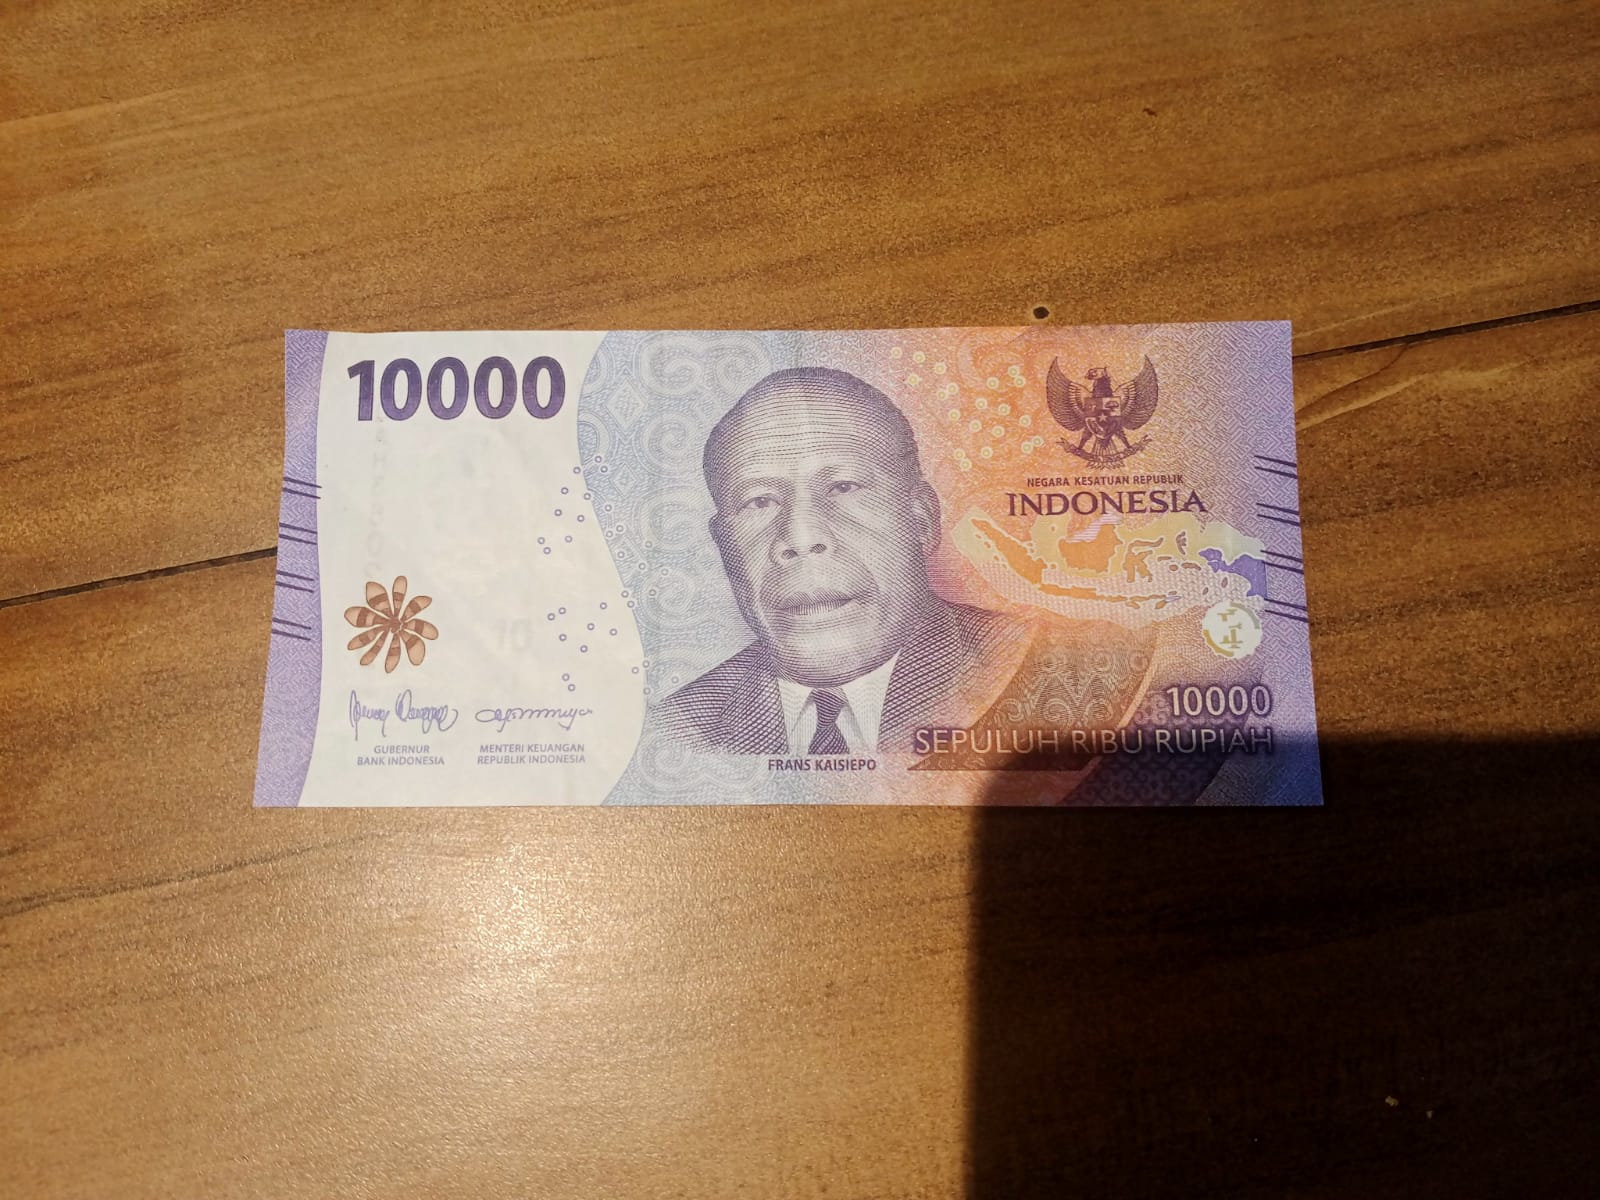 10000
NEGARA KESATUAN REPUBLIK
INDONESIA
GUBERNUR
BANK INDONESIA
MENTERI KEUANGAN
REPUBLIK INDONESIA
FRANS KAISIEPO
10000
SEPULUH RIBU RUPIAH